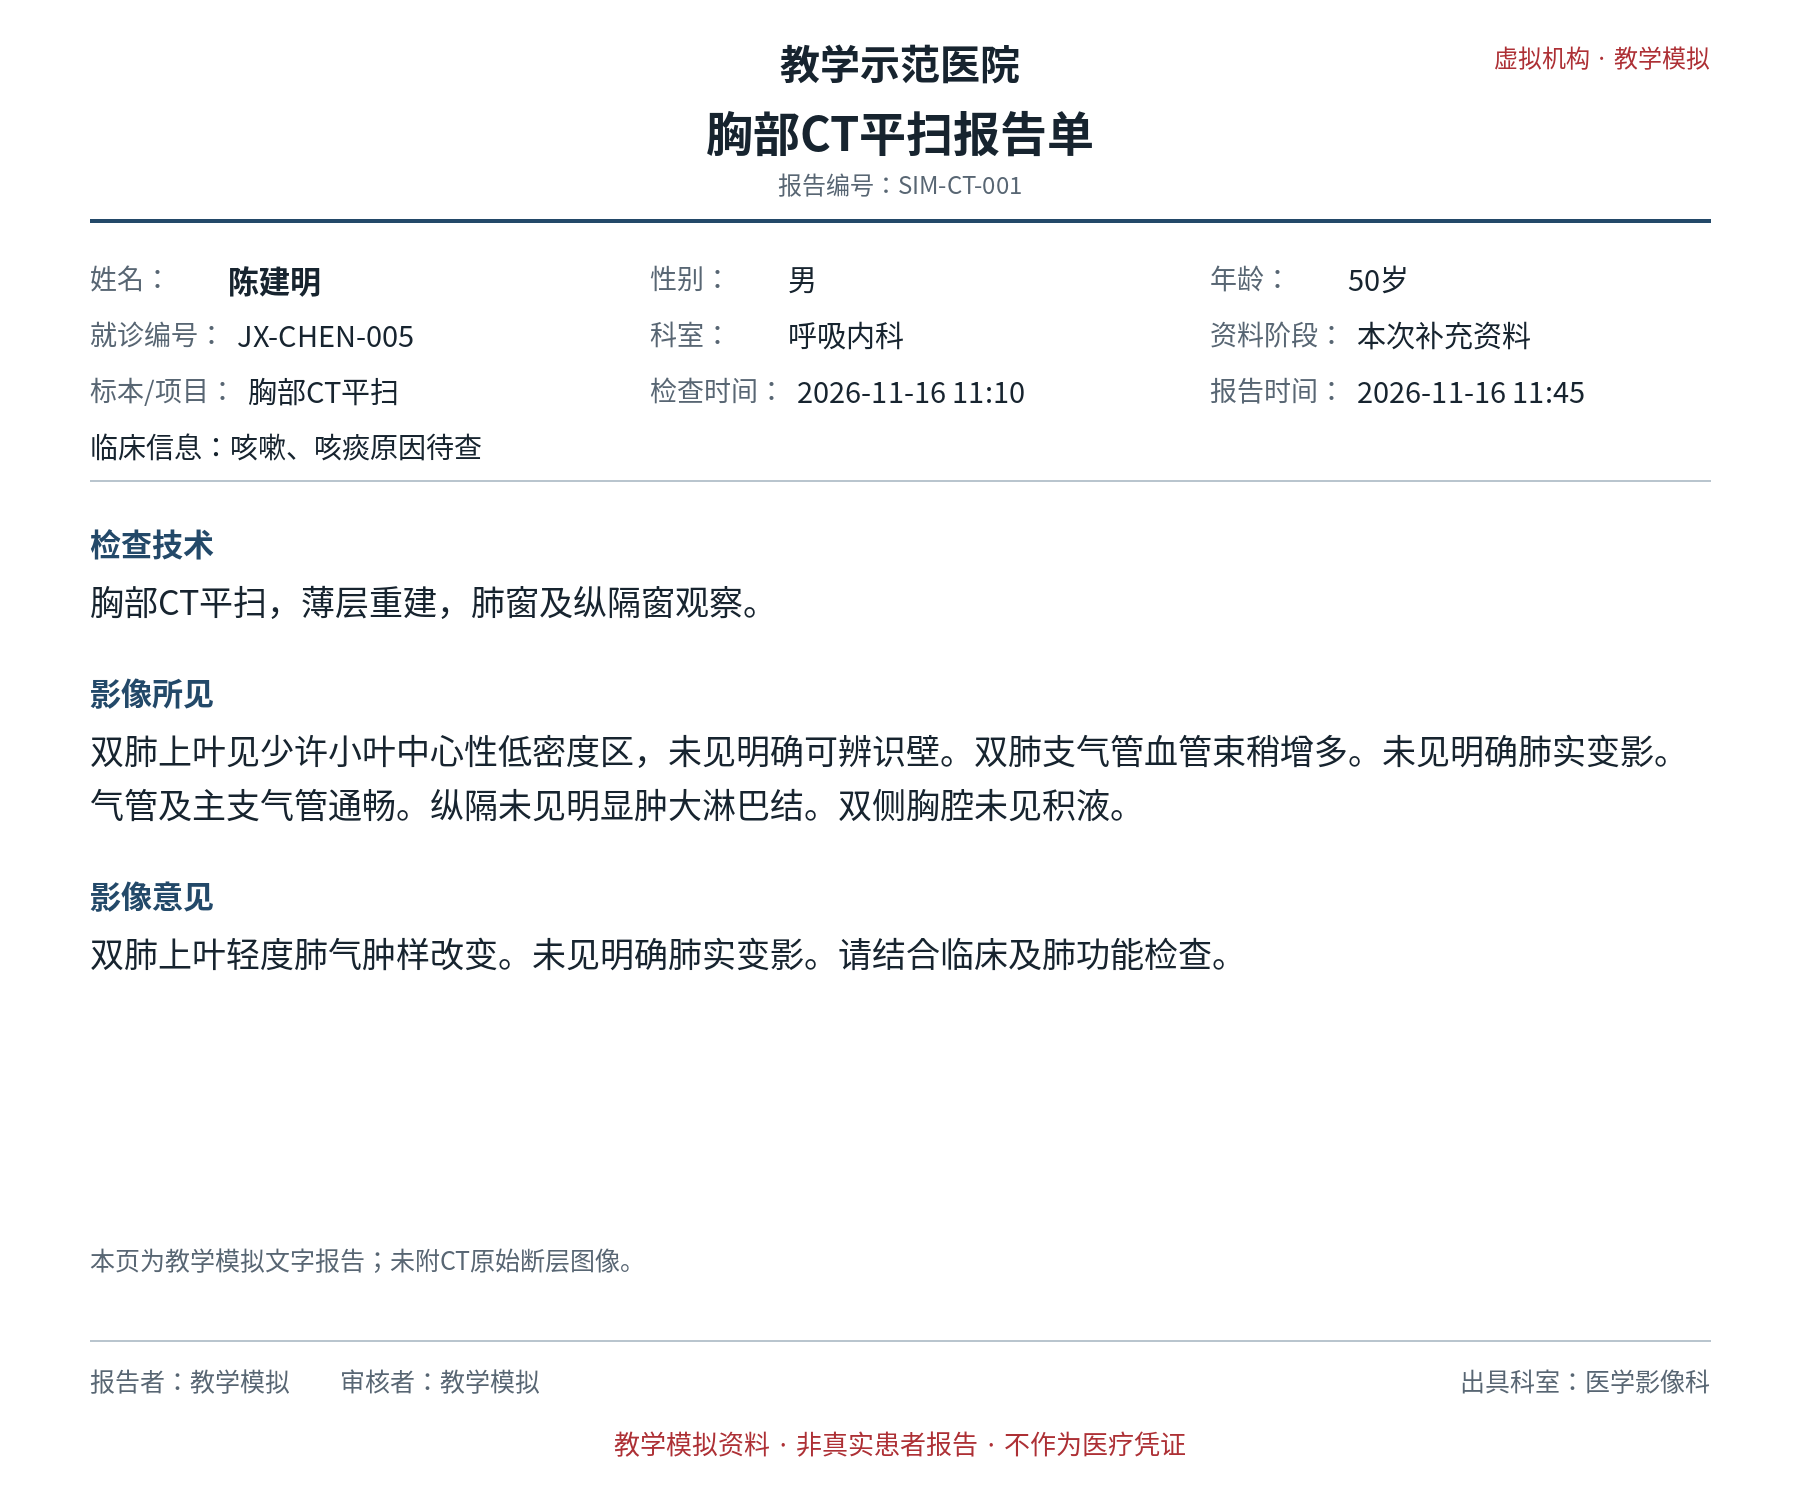 教学示范医院
虚拟机构 · 教学模拟
胸部CT平扫报告单
报告编号：SIM-CT-001
姓名： 陈建明 性别： 男 年龄： 50岁
就诊编号： JX-CHEN-005 科室： 呼吸内科 资料阶段： 本次补充资料
标本/项目： 胸部CT平扫 检查时间： 2026-11-16 11:10 报告时间： 2026-11-16 11:45
临床信息：咳嗽、咳痰原因待查
检查技术
胸部CT平扫，薄层重建，肺窗及纵隔窗观察。
影像所见
双肺上叶见少许小叶中心性低密度区，未见明确可辨识壁。双肺支气管血管束稍增多。未见明确肺实变影。
气管及主支气管通畅。纵隔未见明显肿大淋巴结。双侧胸腔未见积液。
影像意见
双肺上叶轻度肺气肿样改变。未见明确肺实变影。请结合临床及肺功能检查。
本页为教学模拟文字报告；未附CT原始断层图像。
报告者：教学模拟 审核者：教学模拟 出具科室：医学影像科
教学模拟资料 · 非真实患者报告 · 不作为医疗凭证